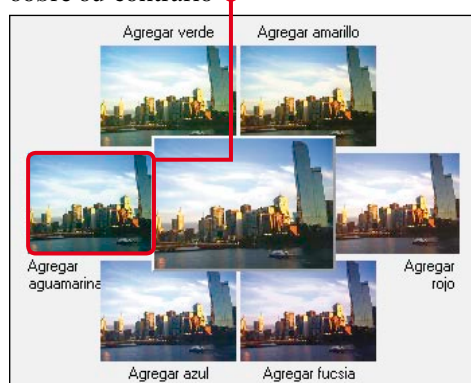 sobre su contrario
Agregar verde
Agregar amarillo
Agregar
aguamarina
Agregar
rojo
Agregar azul
Agregar fucsia